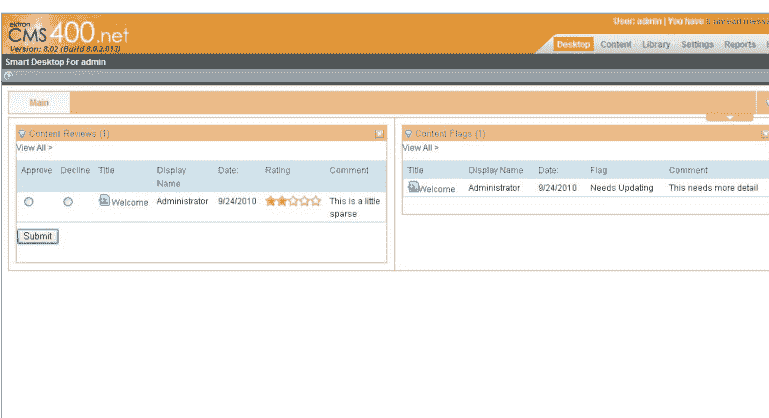 ektron
CMS400.net
Version: 8.02 (Build 8.0.2.013)
User: admin | You have
Desktop Content Library Settings Reports
Smart Desktop For admin
Main
Content Reviews (1)
View All >
Approve Decline Title Display Name Date: Rating Comment
Welcome Administrator 9/24/2010 This is a little sparse
Submit
Content Flags (1)
View All >
Title Display Name Date: Flag Comment
Welcome Administrator 9/24/2010 Needs Updating This needs more detail